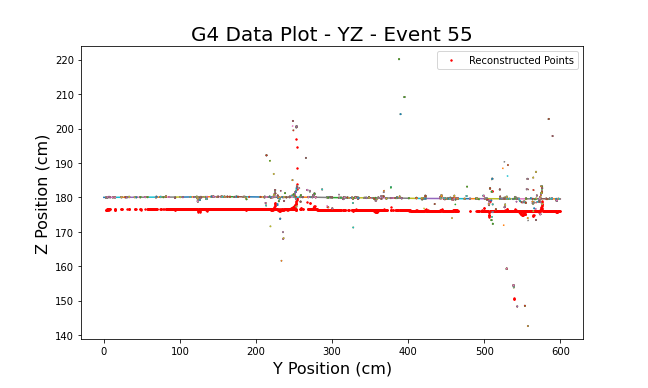 G4 Data Plot - YZ - Event 55
Reconstructed Points
Z Position (cm)
220
210
200
190
180
170
160
150
140
0 100 200 300 400 500 600
Y Position (cm)